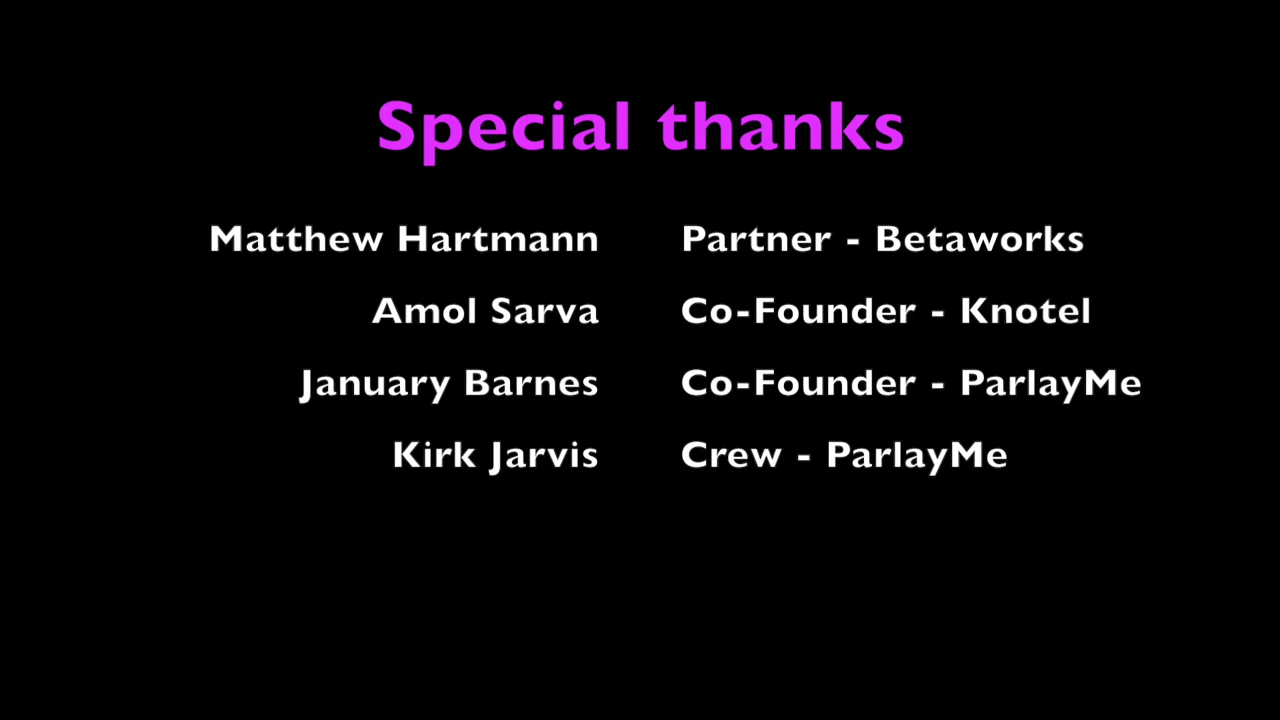 Special thanks
Matthew Hartmann Partner - Betaworks
Amol Sarva Co-Founder - Knotel
January Barnes Co-Founder - ParlayMe
Kirk Jarvis Crew - ParlayMe